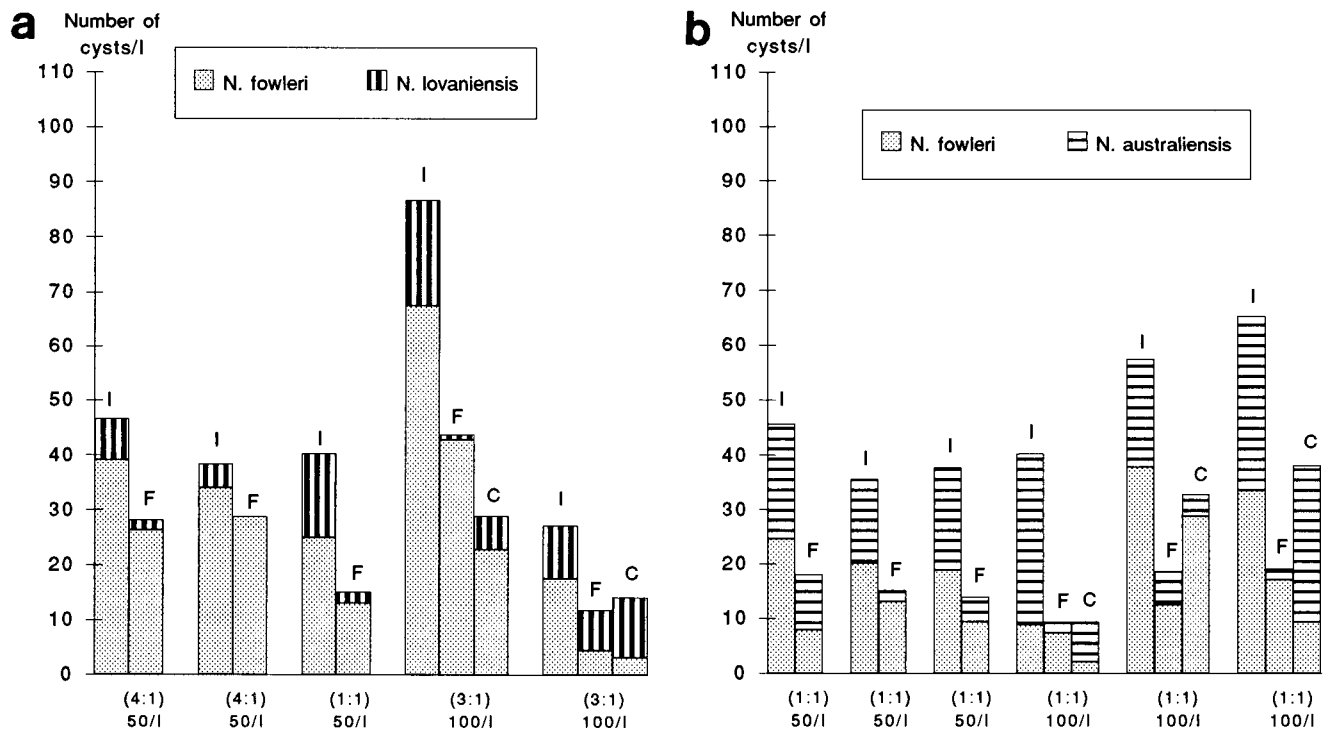 a
Number of
cysts/l
N. fowleri
N. lovaniensis
110
100
90
80
70
60
50
40
30
20
10
0
I
F
I
F
I
F
I
F
C
I
F
C
(4:1) (4:1) (1:1) (3:1) (3:1)
50/l 50/l 50/l 100/l 100/l
b
Number of
cysts/l
N. fowleri
N. australiensis
110
100
90
80
70
60
50
40
30
20
10
0
I
F
I
F
I
F
I
F
C
I
F
C
I
F
C
(1:1) (1:1) (1:1) (1:1) (1:1) (1:1)
50/l 50/l 50/l 100/l 100/l 100/l